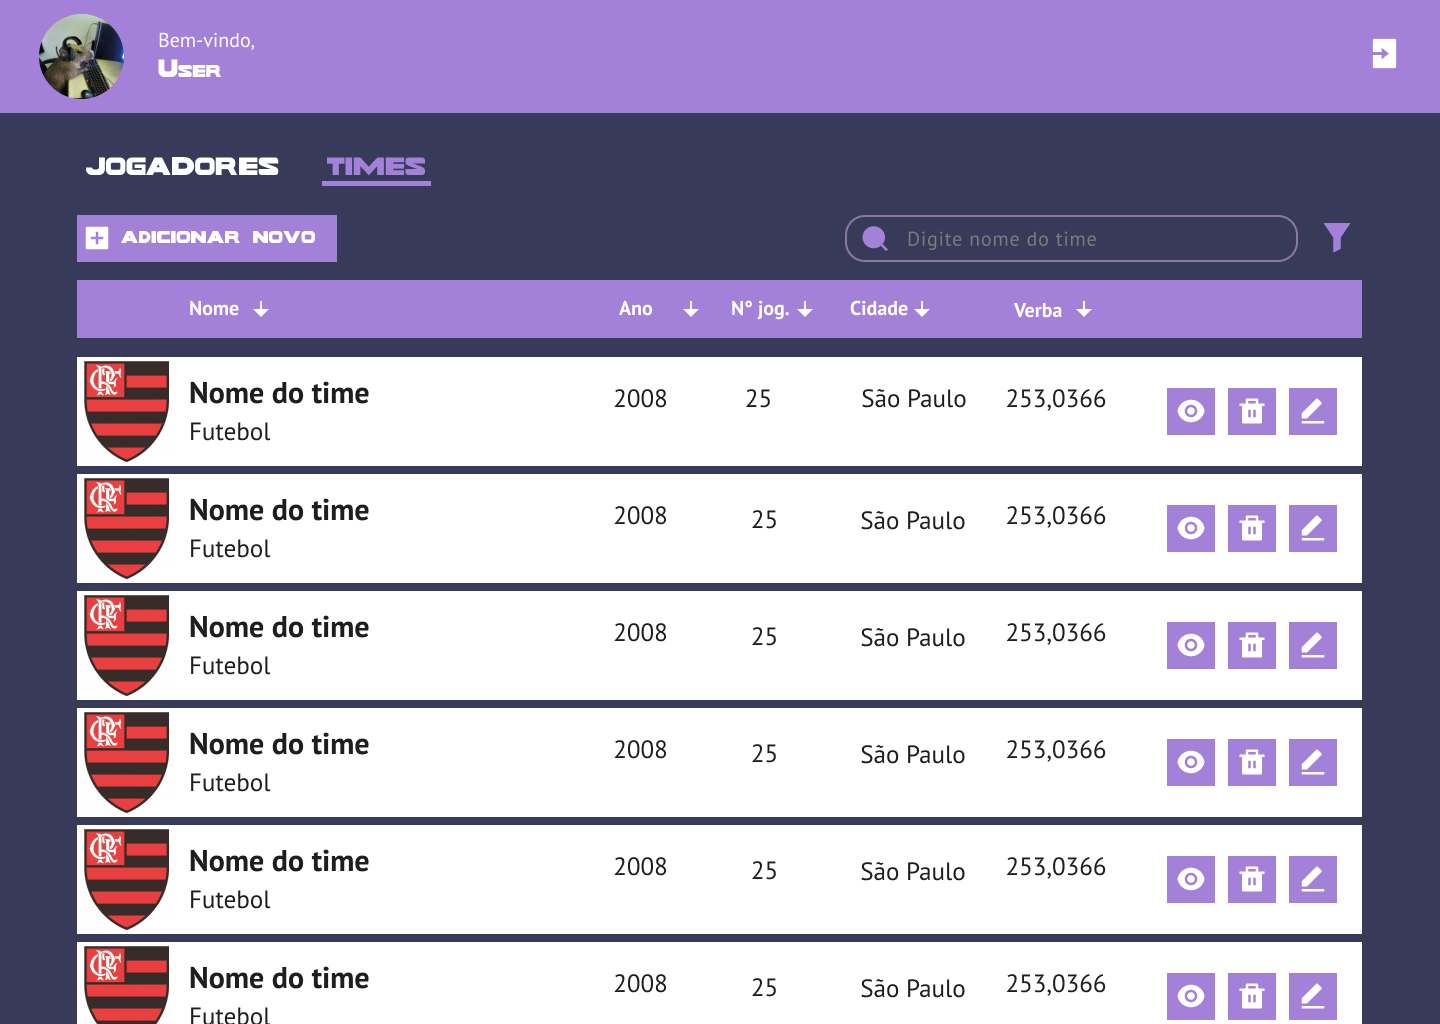 Bem-vindo,
User
JOGADORES TIMES
ADICIONAR NOVO
Digite nome do time
Nome Ano N° jog. Cidade Verba
Nome do time 2008 25 São Paulo 253,0366
Futebol
Nome do time 2008 25 São Paulo 253,0366
Futebol
Nome do time 2008 25 São Paulo 253,0366
Futebol
Nome do time 2008 25 São Paulo 253,0366
Futebol
Nome do time 2008 25 São Paulo 253,0366
Futebol
Nome do time 2008 25 São Paulo 253,0366
Futebol